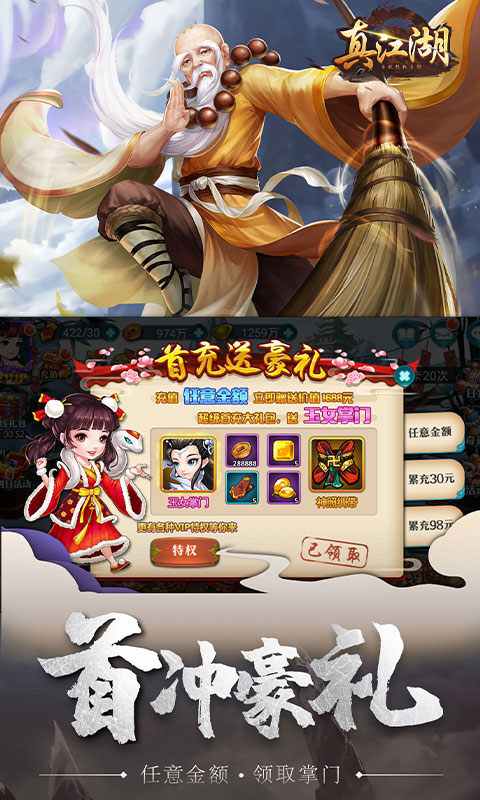 真江湖
422/30
974万
1259万
首充送豪礼
充值 任意金额 立即赠送价值1688元
超级首充大礼包,送 玉女掌门
任意金额
累充30元
累充98元
288888
5
5
5
玉女掌门
神照绸带
更有各种VIP特权等你来
特权
已领取
首冲豪礼
任意金额·领取掌门